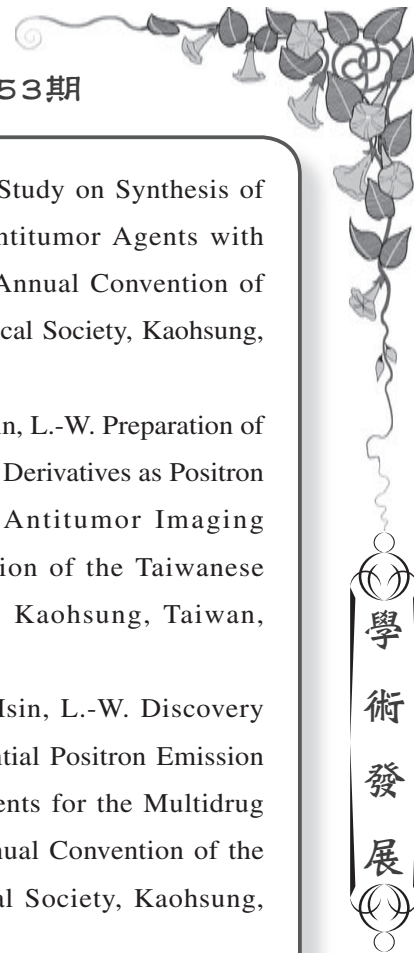 53期
Study on Synthesis of
ntitumor Agents with
Annual Convention of
cal Society, Kaohsung,
n, L.-W. Preparation of
Derivatives as Positron
Antitumor Imaging
ion of the Taiwanese
Kaohsung, Taiwan,
Hsin, L.-W. Discovery
ntial Positron Emission
ents for the Multidrug
nual Convention of the
al Society, Kaohsung,
學
術
發
展